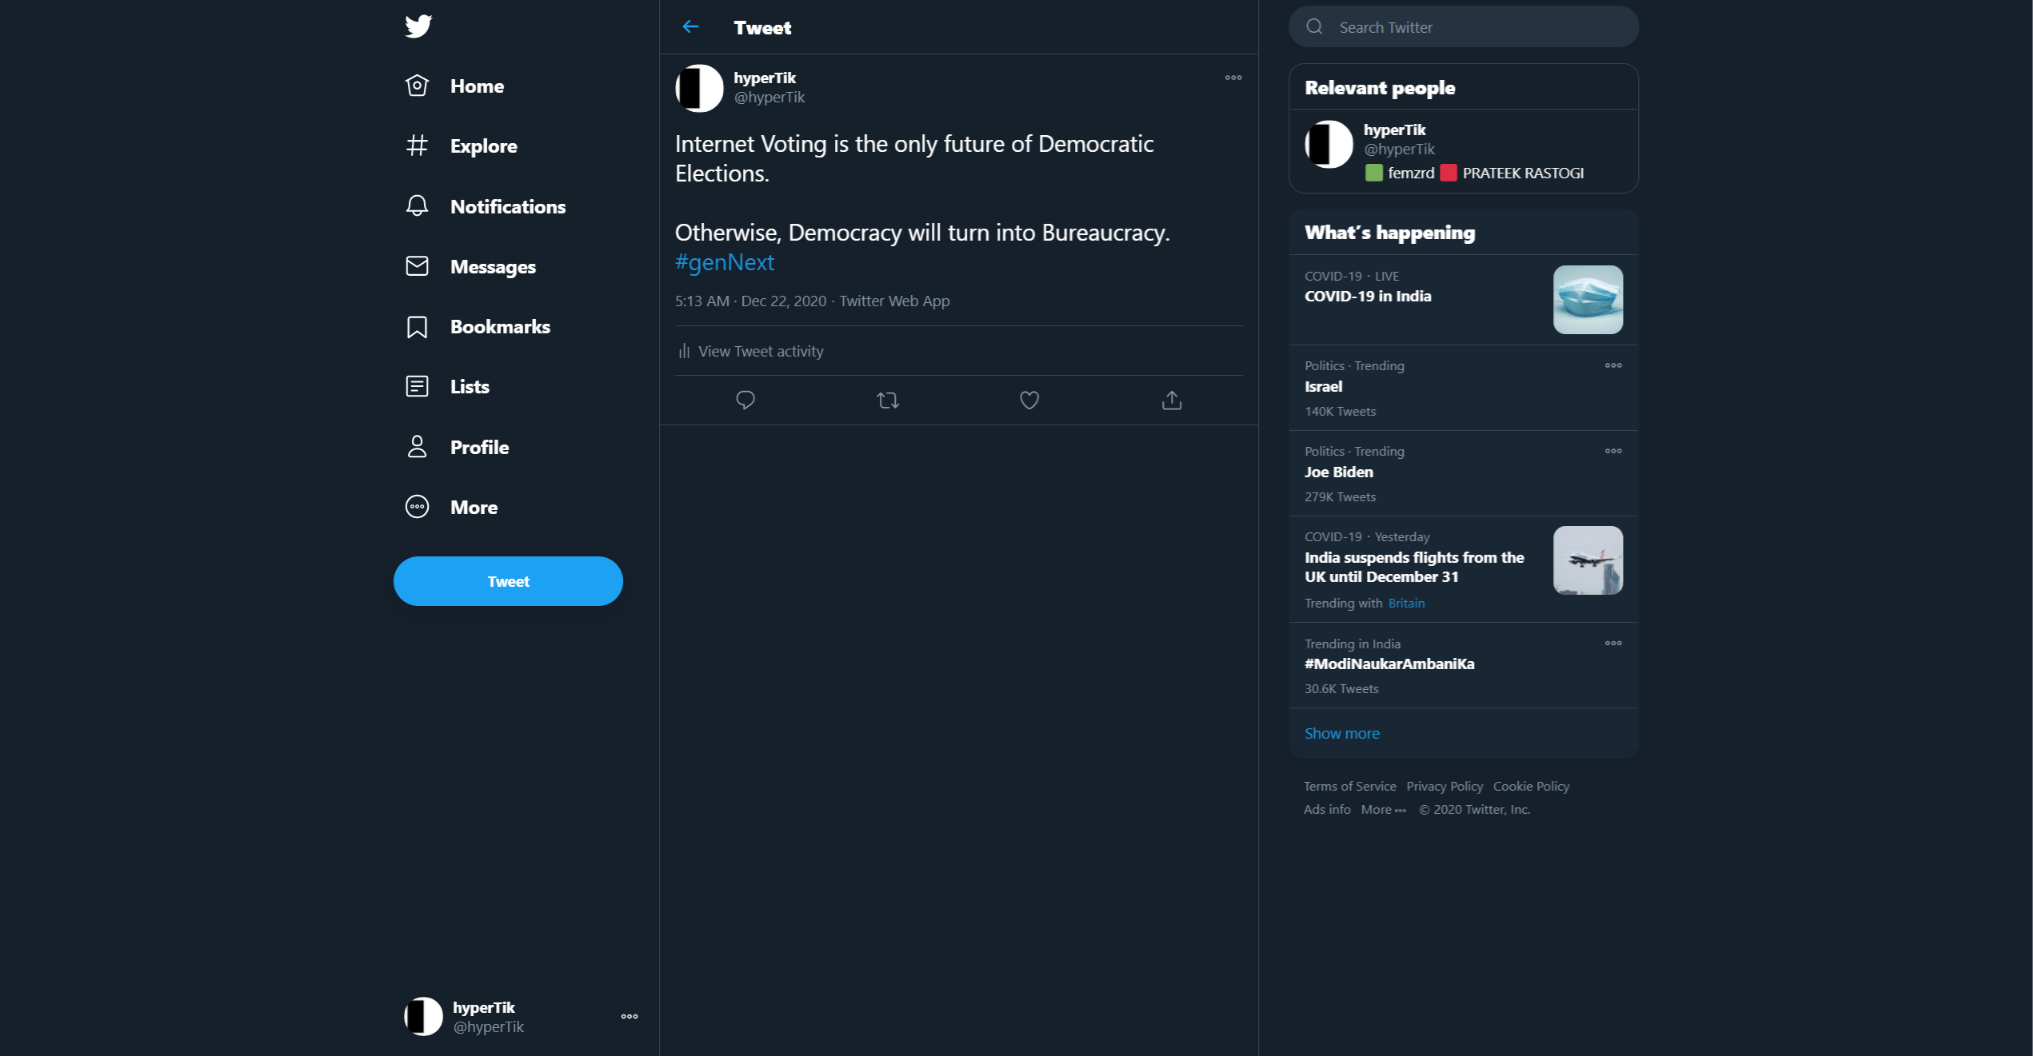 Home
Explore
Notifications
Messages
Bookmarks
Lists
Profile
More
Tweet
hyperTik
@hyperTik
Tweet
hyperTik
@hyperTik
Internet Voting is the only future of Democratic
Elections.
Otherwise, Democracy will turn into Bureaucracy.
#genNext
5:13 AM · Dec 22, 2020 · Twitter Web App
View Tweet activity
Search Twitter
Relevant people
hyperTik
@hyperTik
🟩 femzrd 🟥 PRATEEK RASTOGI
What's happening
COVID-19 · LIVE
COVID-19 in India
Politics · Trending
Israel
140K Tweets
Politics · Trending
Joe Biden
279K Tweets
COVID-19 · Yesterday
India suspends flights from the
UK until December 31
Trending with Britain
Trending in India
#ModiNaukarAmbaniKa
30.6K Tweets
Show more
Terms of Service Privacy Policy Cookie Policy
Ads info More ••• © 2020 Twitter, Inc.